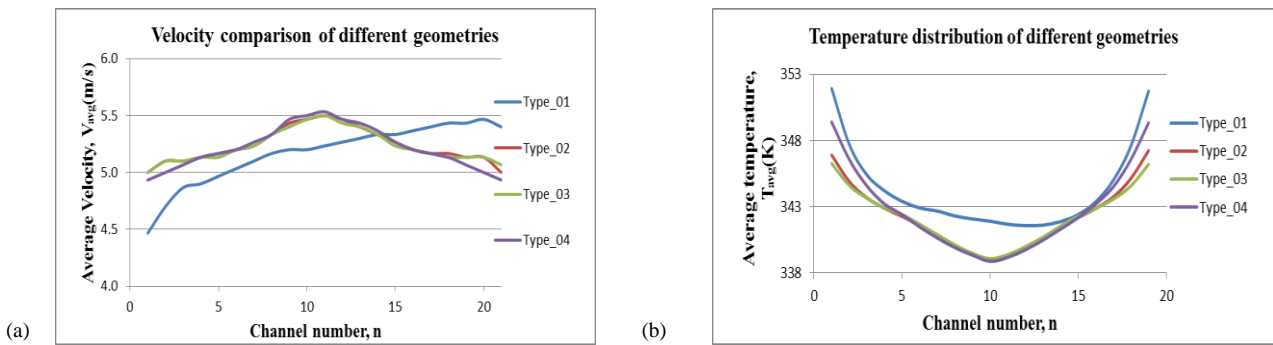 Velocity comparison of different geometries
Average Velocity, Vavg(m/s)
6.0
5.5
5.0
4.5
4.0
0
5
10
15
20
Channel number, n
Type_01
Type_02
Type_03
Type_04
(a)
Temperature distribution of different geometries
Average temperature,
Tavg(K)
353
348
343
338
0
5
10
15
20
Channel number, n
Type_01
Type_02
Type_03
Type_04
(b)